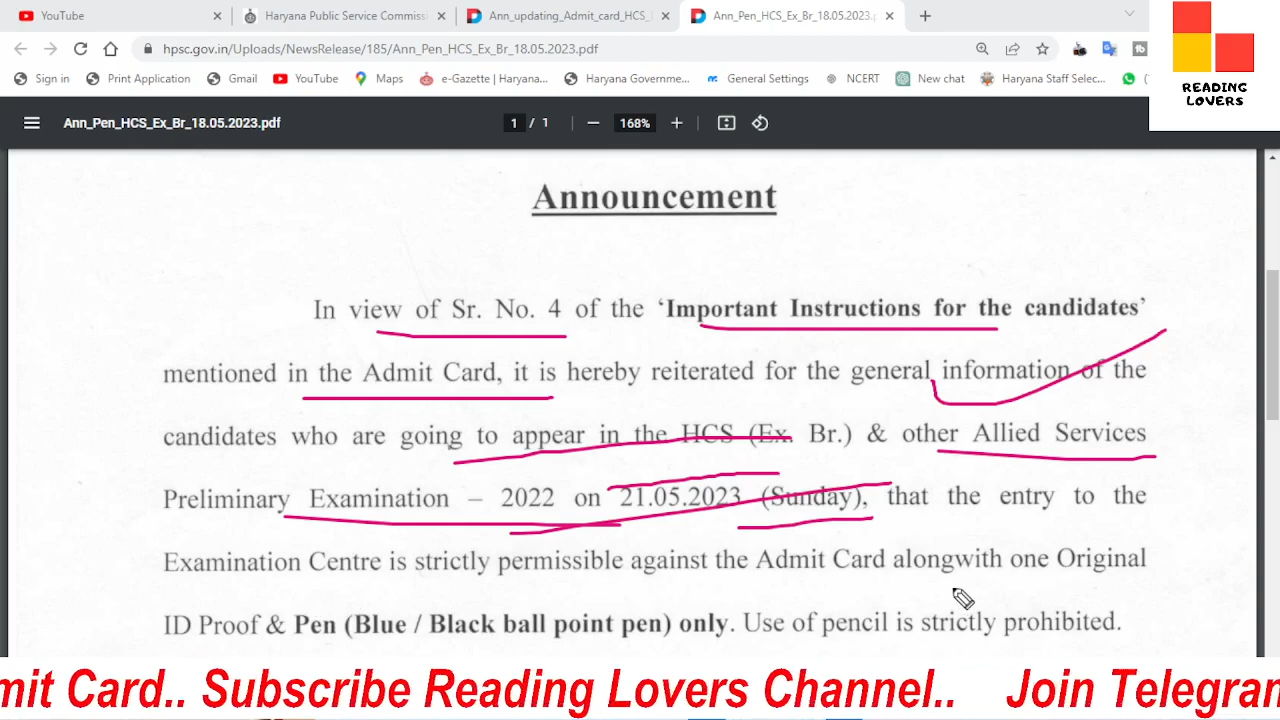 YouTube
Haryana Public Service Commissi
Ann_updating_Admit_card_HCS_
Ann_Pen_HCS_Ex_Br_18.05.2023.p
hpsc.gov.in/Uploads/NewsRelease/185/Ann_Pen_HCS_Ex_Br_18.05.2023.pdf
Sign in
Print Application
Gmail
YouTube
Maps
e-Gazette | Haryana...
Haryana Governme...
General Settings
NCERT
New chat
Haryana Staff Selec...
READING
LOVERS
Ann_Pen_HCS_Ex_Br_18.05.2023.pdf
1 / 1
168%
Announcement
In view of Sr. No. 4 of the ‘Important Instructions for the candidates’
mentioned in the Admit Card, it is hereby reiterated for the general information of the
candidates who are going to appear in the HCS (Ex. Br.) & other Allied Services
Preliminary Examination – 2022 on 21.05.2023 (Sunday), that the entry to the
Examination Centre is strictly permissible against the Admit Card alongwith one Original
ID Proof & Pen (Blue / Black ball point pen) only. Use of pencil is strictly prohibited.
mit Card.. Subscribe Reading Lovers Channel.. Join Telegran